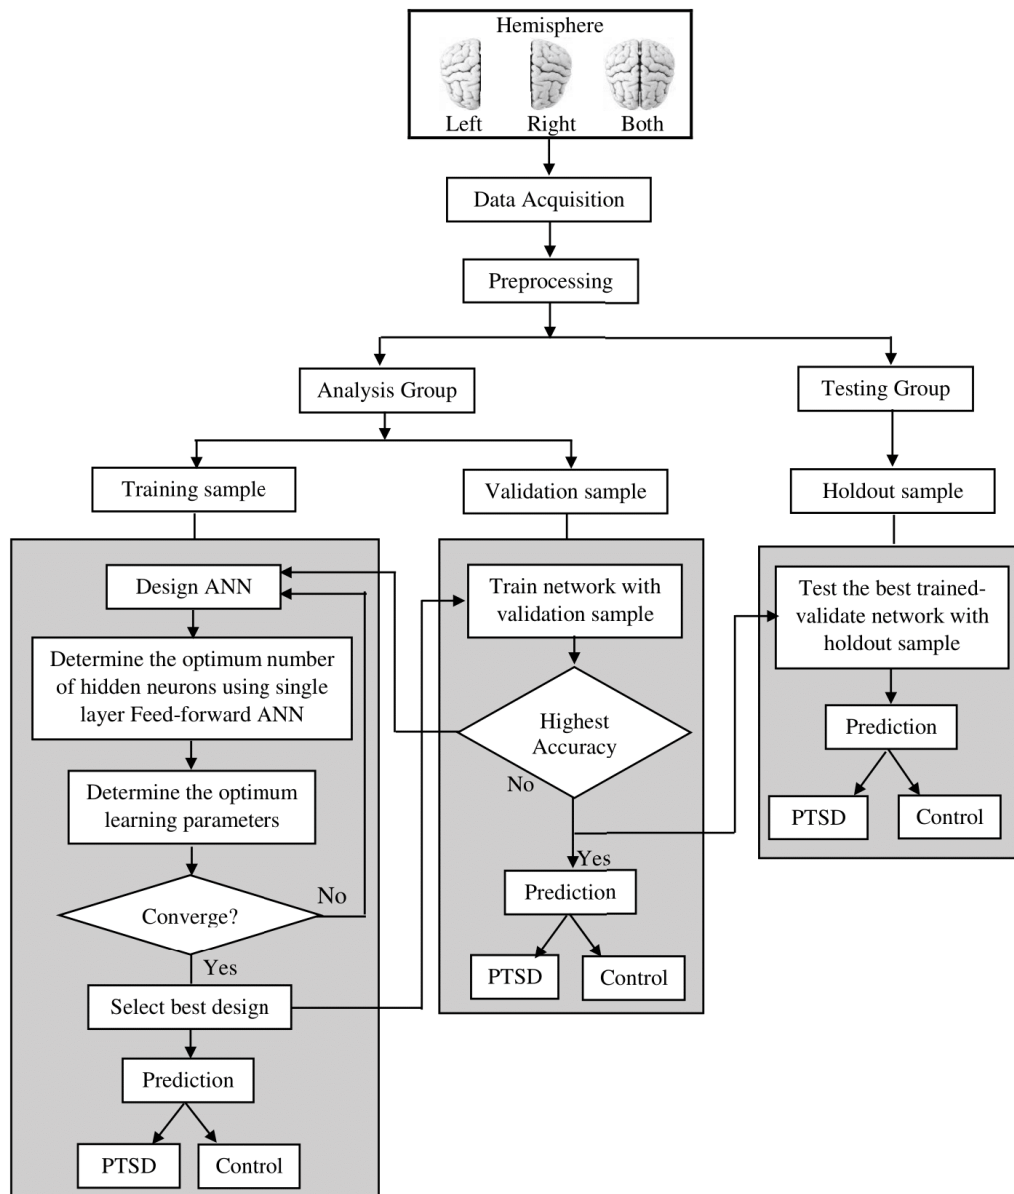 Hemisphere
Left Right Both
Data Acquisition
Preprocessing
Analysis Group
Testing Group
Training sample
Validation sample
Holdout sample
Design ANN
Determine the optimum number
of hidden neurons using single
layer Feed-forward ANN
Determine the optimum
learning parameters
Converge?
No
Yes
Select best design
Prediction
PTSD
Control
Train network with
validation sample
Highest
Accuracy
No
Yes
Prediction
PTSD
Control
Test the best trained-
validate network with
holdout sample
Prediction
PTSD
Control